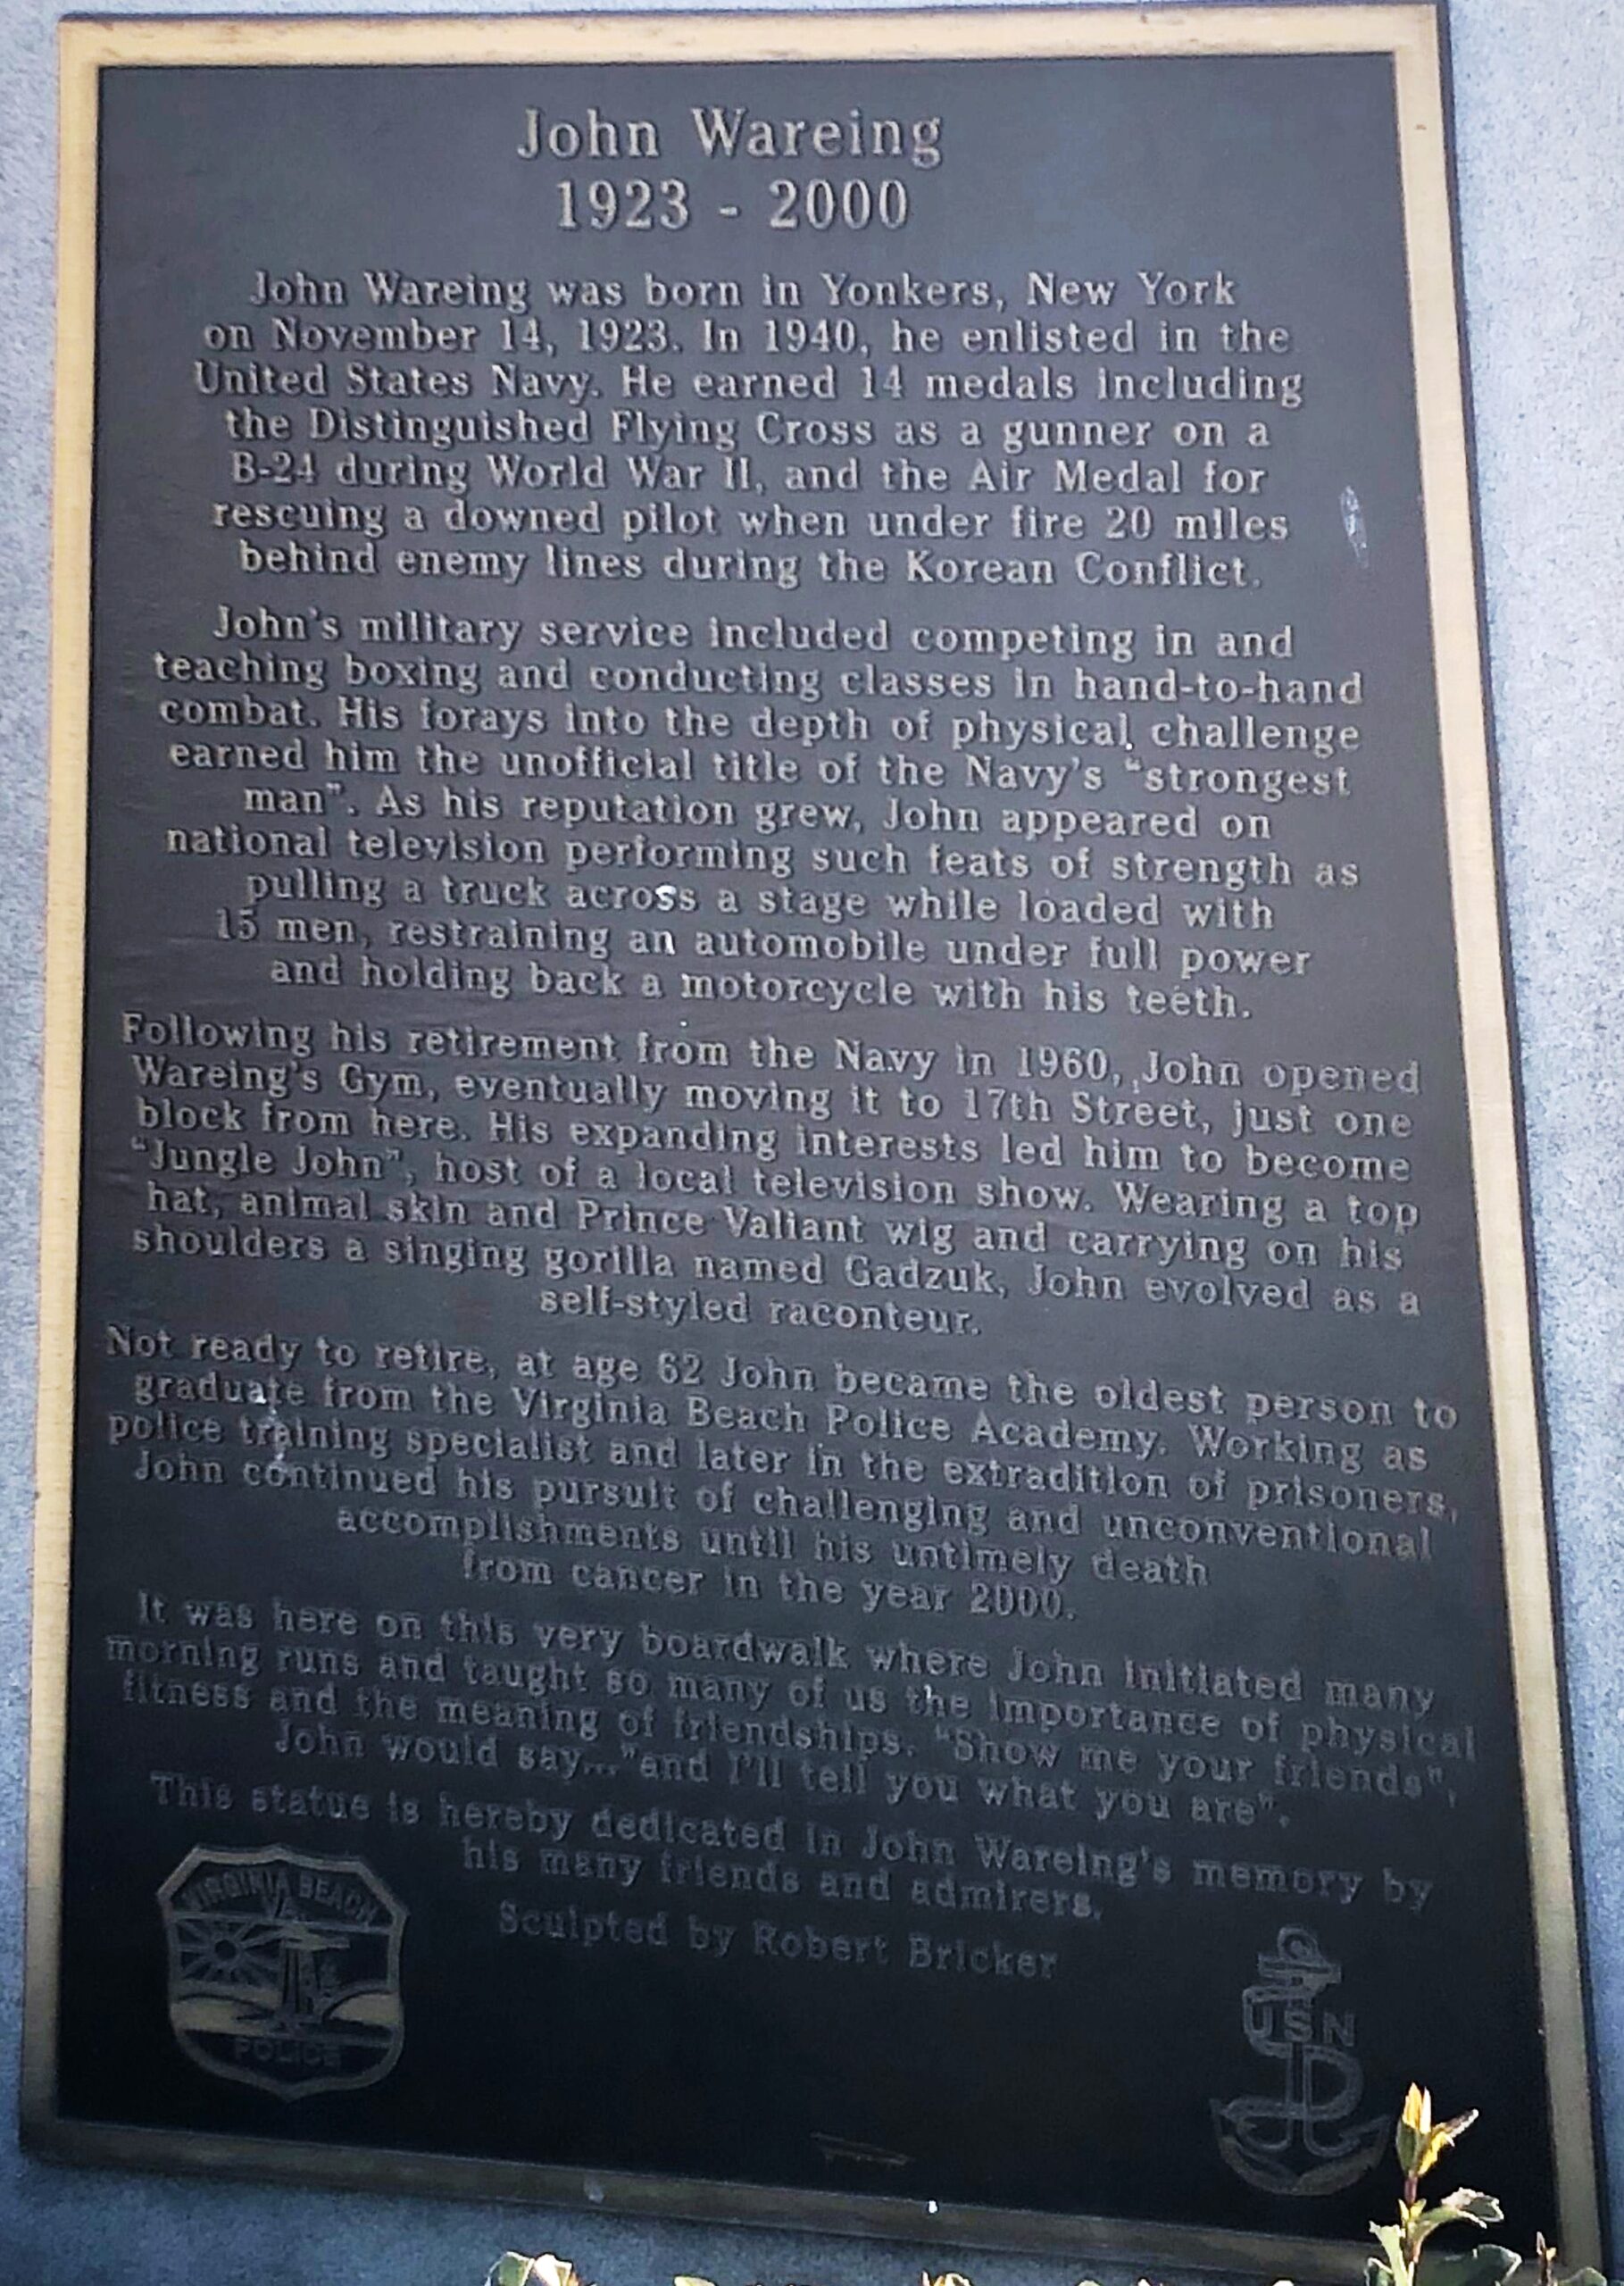 John Wareing
1923 - 2000
John Wareing was born in Yonkers, New York
on November 14, 1923. In 1940, he enlisted in the
United States Navy. He earned 14 medals including
the Distinguished Flying Cross as a gunner on a
B-24 during World War II, and the Air Medal for
rescuing a downed pilot when under fire 20 miles
behind enemy lines during the Korean Conflict.
John's military service included competing in and
teaching boxing and conducting classes in hand-to-hand
combat. His forays into the depth of physical challenge
earned him the unofficial title of the Navy's "strongest
man". As his reputation grew, John appeared on
national television performing such feats of strength as
pulling a truck across a stage while loaded with
15 men, restraining an automobile under full power
and holding back a motorcycle with his teeth.
Following his retirement from the Navy in 1960, John opened
Wareing's Gym, eventually moving it to 17th Street, just one
block from here. His expanding interests led him to become
"Jungle John", host of a local television show. Wearing a top
hat, animal skin and Prince Valiant wig and carrying on his
shoulders a singing gorilla named Gadzuk, John evolved as a
self-styled raconteur.
Not ready to retire, at age 62 John became the oldest person to
graduate from the Virginia Beach Police Academy. Working as
police training specialist and later in the extradition of prisoners,
John continued his pursuit of challenging and unconventional
accomplishments until his untimely death
from cancer in the year 2000.
It was here on this very boardwalk where John initiated many
morning runs and taught so many of us the importance of physical
fitness and the meaning of friendships. "Show me your friends",
John would say..."and I'll tell you what you are".
This statue is hereby dedicated in John Wareing's memory by
his many friends and admirers.
Sculpted by Robert Bricker
VIRGINIA BEACH
POLICE
USN